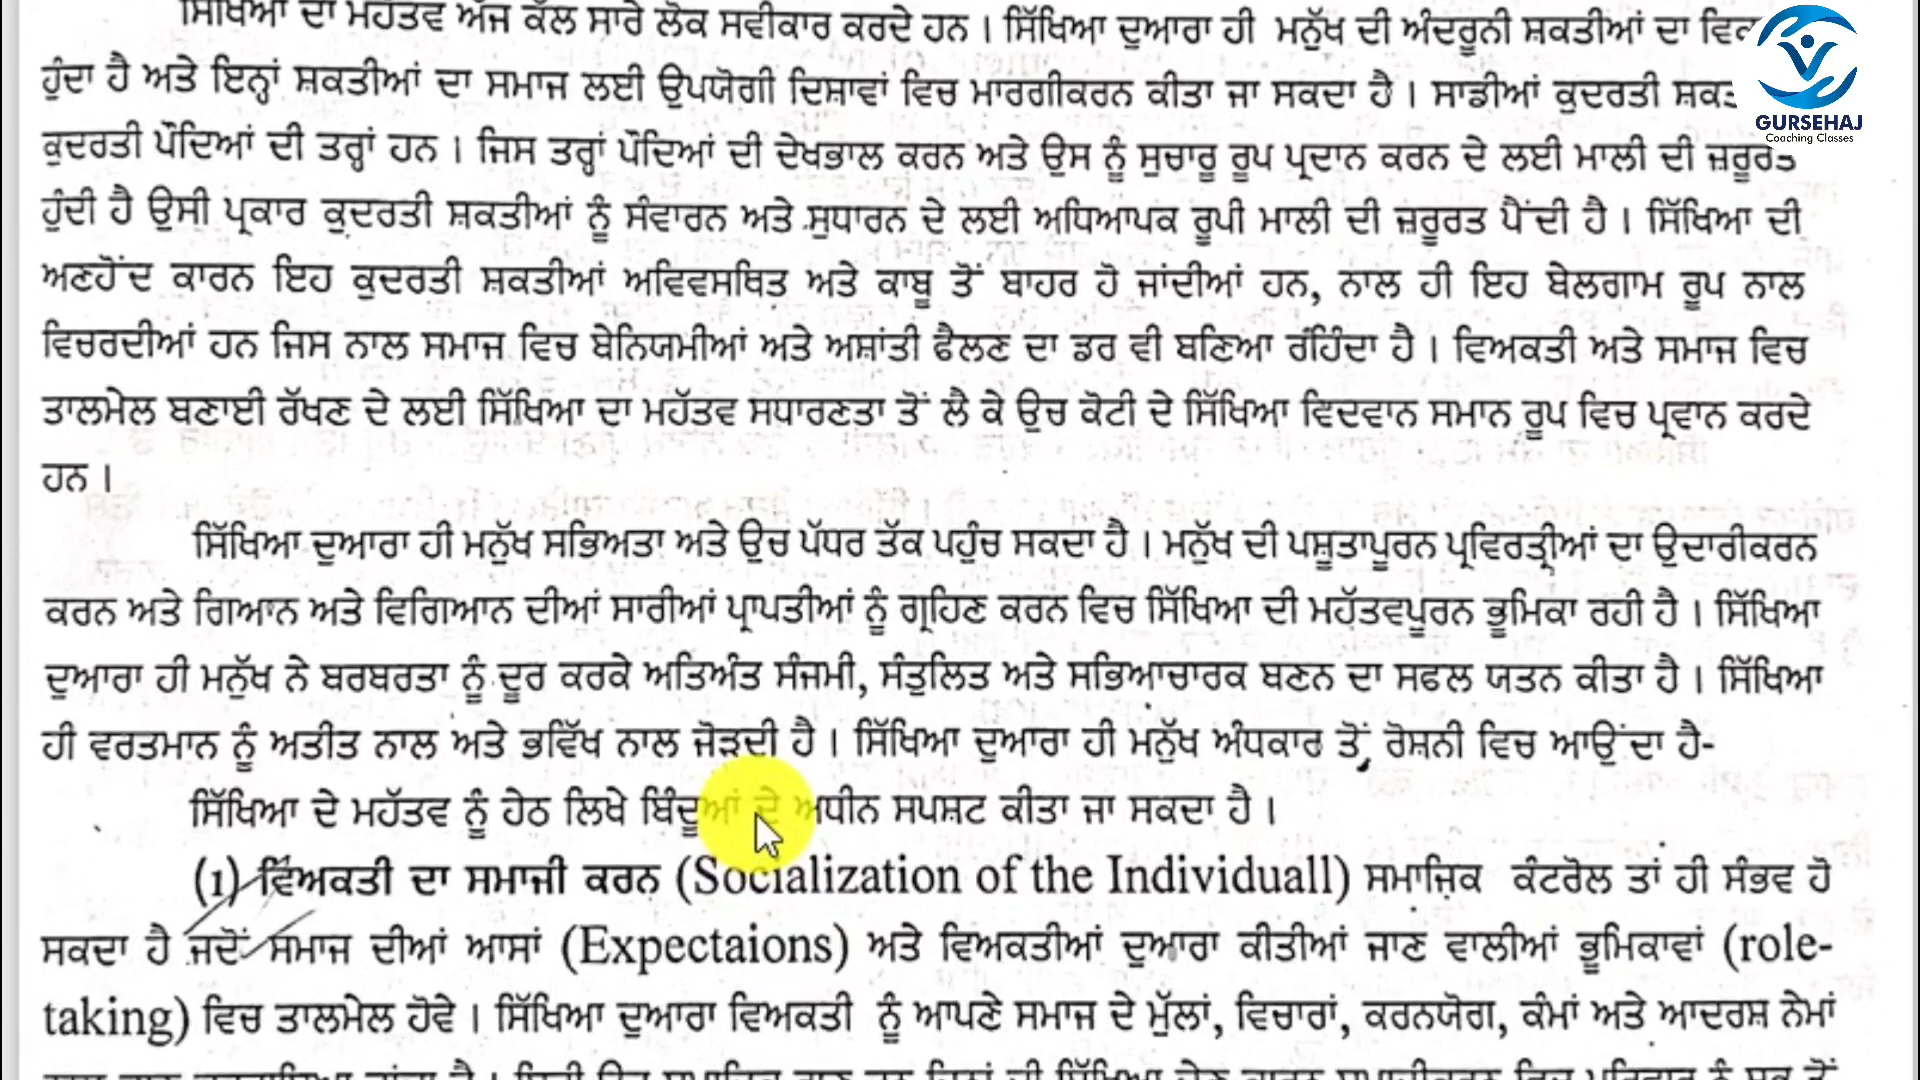 ਸਿੱਖਿਆ ਦਾ ਮਹੱਤਵ ਅੱਜ ਕੱਲ ਸਾਰੇ ਲੋਕ ਸਵੀਕਾਰ ਕਰਦੇ ਹਨ । ਸਿੱਖਿਆ ਦੁਆਰਾ ਹੀ ਮਨੁੱਖ ਦੀ ਅੰਦਰੂਨੀ ਸ਼ਕਤੀਆਂ ਦਾ
ਹੁੰਦਾ ਹੈ ਅਤੇ ਇਨ੍ਹਾਂ ਸ਼ਕਤੀਆਂ ਦਾ ਸਮਾਜ ਲਈ ਉਪਯੋਗੀ ਦਿਸ਼ਾਵਾਂ ਵਿਚ ਮਾਰਗੀਕਰਨ ਕੀਤਾ ਜਾ ਸਕਦਾ ਹੈ । ਸਾਡੀਆਂ ਕੁਦਰਤੀ
ਕੁਦਰਤੀ ਪੌਦਿਆਂ ਦੀ ਤਰ੍ਹਾਂ ਹਨ । ਜਿਸ ਤਰ੍ਹਾਂ ਪੌਦਿਆਂ ਦੀ ਦੇਖਭਾਲ ਕਰਨ ਅਤੇ ਉਸ ਨੂੰ ਸੁਚਾਰੂ ਰੂਪ ਪ੍ਰਦਾਨ ਕਰਨ ਦੇ ਲਈ ਮਾਲੀ ਦੀ ਜ਼ਰੂਰਤ
ਹੁੰਦੀ ਹੈ ਉਸੀ ਪ੍ਰਕਾਰ ਕੁਦਰਤੀ ਸ਼ਕਤੀਆਂ ਨੂੰ ਸੰਵਾਰਨ ਅਤੇ ਸੁਧਾਰਨ ਦੇ ਲਈ ਅਧਿਆਪਕ ਰੂਪੀ ਮਾਲੀ ਦੀ ਜ਼ਰੂਰਤ ਪੈਂਦੀ ਹੈ । ਸਿੱਖਿਆ ਦੀ
ਅਣਹੋਂਦ ਕਾਰਨ ਇਹ ਕੁਦਰਤੀ ਸ਼ਕਤੀਆਂ ਅਵਿਵਸਥਿਤ ਅਤੇ ਕਾਬੂ ਤੋਂ ਬਾਹਰ ਹੋ ਜਾਂਦੀਆਂ ਹਨ, ਨਾਲ ਹੀ ਇਹ ਬੇਲਗਾਮ ਰੂਪ ਨਾਲ
ਵਿਚਰਦੀਆਂ ਹਨ ਜਿਸ ਨਾਲ ਸਮਾਜ ਵਿਚ ਬੇਨਿਯਮੀਆਂ ਅਤੇ ਅਸ਼ਾਂਤੀ ਫੈਲਣ ਦਾ ਡਰ ਵੀ ਬਣਿਆ ਰਹਿੰਦਾ ਹੈ । ਵਿਅਕਤੀ ਅਤੇ ਸਮਾਜ ਵਿਚ
ਤਾਲਮੇਲ ਬਣਾਈ ਰੱਖਣ ਦੇ ਲਈ ਸਿੱਖਿਆ ਦਾ ਮਹੱਤਵ ਸਧਾਰਣਤਾ ਤੋਂ ਲੈ ਕੇ ਉਚ ਕੋਟੀ ਦੇ ਸਿੱਖਿਆ ਵਿਦਵਾਨ ਸਮਾਨ ਰੂਪ ਵਿਚ ਪ੍ਰਵਾਨ ਕਰਦੇ
ਹਨ ।
ਸਿੱਖਿਆ ਦੁਆਰਾ ਹੀ ਮਨੁੱਖ ਸਭਿਅਤਾ ਅਤੇ ਉਚ ਪੱਧਰ ਤੱਕ ਪਹੁੰਚ ਸਕਦਾ ਹੈ । ਮਨੁੱਖ ਦੀ ਪਸ਼ੂਤਾਪੂਰਨ ਪ੍ਰਵਿਰਤ੍ਰੀਆਂ ਦਾ ਉਦਾਰੀਕਰਨ
ਕਰਨ ਅਤੇ ਗਿਆਨ ਅਤੇ ਵਿਗਿਆਨ ਦੀਆਂ ਸਾਰੀਆਂ ਪ੍ਰਾਪਤੀਆਂ ਨੂੰ ਗ੍ਰਹਿਣ ਕਰਨ ਵਿਚ ਸਿੱਖਿਆ ਦੀ ਮਹੱਤਵਪੂਰਨ ਭੂਮਿਕਾ ਰਹੀ ਹੈ । ਸਿੱਖਿਆ
ਦੁਆਰਾ ਹੀ ਮਨੁੱਖ ਨੇ ਬਰਬਰਤਾ ਨੂੰ ਦੂਰ ਕਰਕੇ ਅਤਿਅੰਤ ਸੰਜਮੀ, ਸੰਤੁਲਿਤ ਅਤੇ ਸਭਿਆਚਾਰਕ ਬਣਨ ਦਾ ਸਫਲ ਯਤਨ ਕੀਤਾ ਹੈ । ਸਿੱਖਿਆ
ਹੀ ਵਰਤਮਾਨ ਨੂੰ ਅਤੀਤ ਨਾਲ ਅਤੇ ਭਵਿੱਖ ਨਾਲ ਜੋੜਦੀ ਹੈ । ਸਿੱਖਿਆ ਦੁਆਰਾ ਹੀ ਮਨੁੱਖ ਅੰਧਕਾਰ ਤੋਂ ਰੋਸ਼ਨੀ ਵਿਚ ਆਉਂਦਾ ਹੈ-
ਸਿੱਖਿਆ ਦੇ ਮਹੱਤਵ ਨੂੰ ਹੇਠ ਲਿਖੇ ਬਿੰਦੂਆਂ ਦੇ ਅਧੀਨ ਸਪਸ਼ਟ ਕੀਤਾ ਜਾ ਸਕਦਾ ਹੈ ।
(1) ਵਿਅਕਤੀ ਦਾ ਸਮਾਜੀ ਕਰਨ (Socialization of the Individuall) ਸਮਾਜਿਕ ਕੰਟਰੋਲ ਤਾਂ ਹੀ ਸੰਭਵ ਹੋ
ਸਕਦਾ ਹੈ ਜਦੋਂ ਸਮਾਜ ਦੀਆਂ ਆਸਾਂ (Expectaions) ਅਤੇ ਵਿਅਕਤੀਆਂ ਦੁਆਰਾ ਕੀਤੀਆਂ ਜਾਣ ਵਾਲੀਆਂ ਭੂਮਿਕਾਵਾਂ (role-
taking) ਵਿਚ ਤਾਲਮੇਲ ਹੋਵੇ । ਸਿੱਖਿਆ ਦੁਆਰਾ ਵਿਅਕਤੀ ਨੂੰ ਆਪਣੇ ਸਮਾਜ ਦੇ ਮੁੱਲਾਂ, ਵਿਚਾਰਾਂ, ਕਰਨਯੋਗ, ਕੰਮਾਂ ਅਤੇ ਆਦਰਸ਼ ਨੇਮਾਂ
GURSEHAJ
Coaching Classes